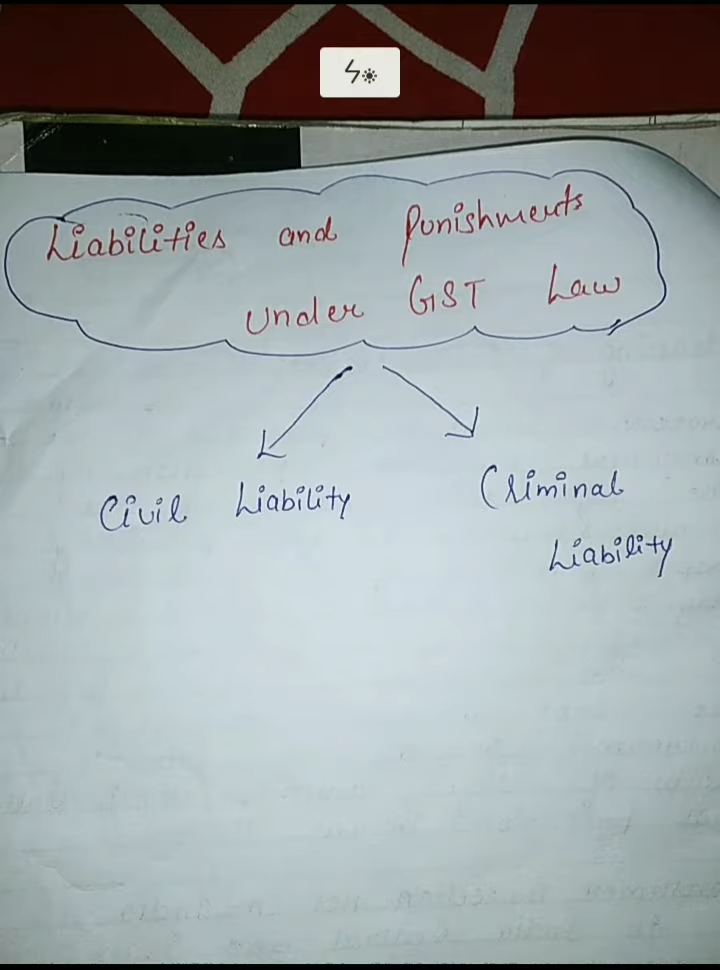 Liabilities and Punishments
Under GST Law
Civil Liability
Criminal
Liability